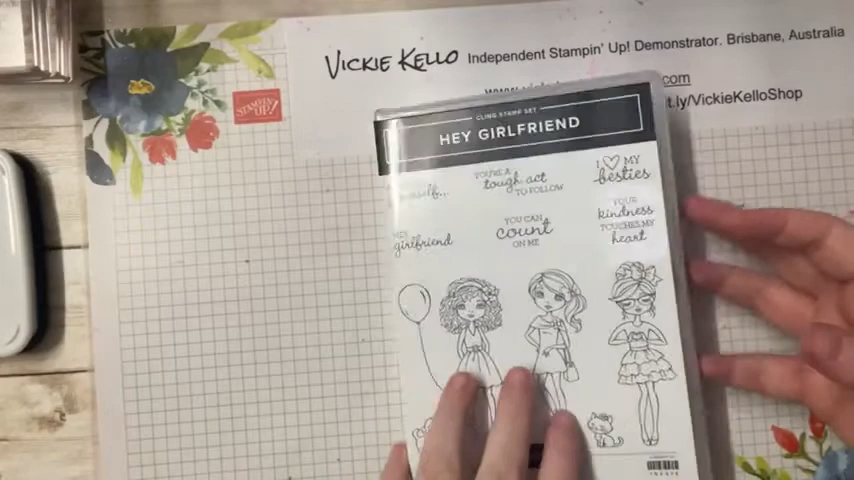 VICKIE KELLO Independent Stampin' Up! Demonstrator. Brisbane, Australia
com
.ly/VickieKelloShop
STAMPIN' UP!
CLING STAMP SET
HEY GIRLFRIEND
YOU'RE A
tough act
TO FOLLOW
I MY
besties
YOUR
kindness
TOUCHES MY
heart
YOU CAN
count
ON ME
HEY
girlfriend